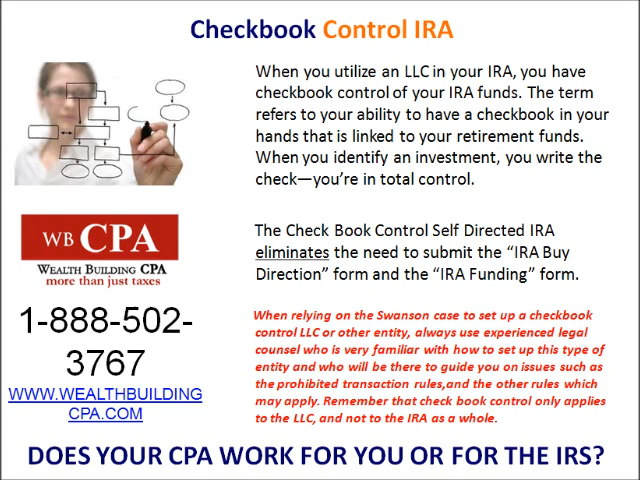 Checkbook Control IRA
When you utilize an LLC in your IRA, you have
checkbook control of your IRA funds. The term
refers to your ability to have a checkbook in your
hands that is linked to your retirement funds.
When you identify an investment, you write the
check—you're in total control.
WB CPA
WEALTH BUILDING CPA
more than just taxes
The Check Book Control Self Directed IRA
eliminates the need to submit the “IRA Buy
Direction” form and the “IRA Funding” form.
1-888-502-
3767
WWW.WEALTHBUILDING
CPA.COM
When relying on the Swanson case to set up a checkbook
control LLC or other entity, always use experienced legal
counsel who is very familiar with how to set up this type of
entity and who will be there to guide you on issues such as
the prohibited transaction rules,and the other rules which
may apply. Remember that check book control only applies
to the LLC, and not to the IRA as a whole.
DOES YOUR CPA WORK FOR YOU OR FOR THE IRS?